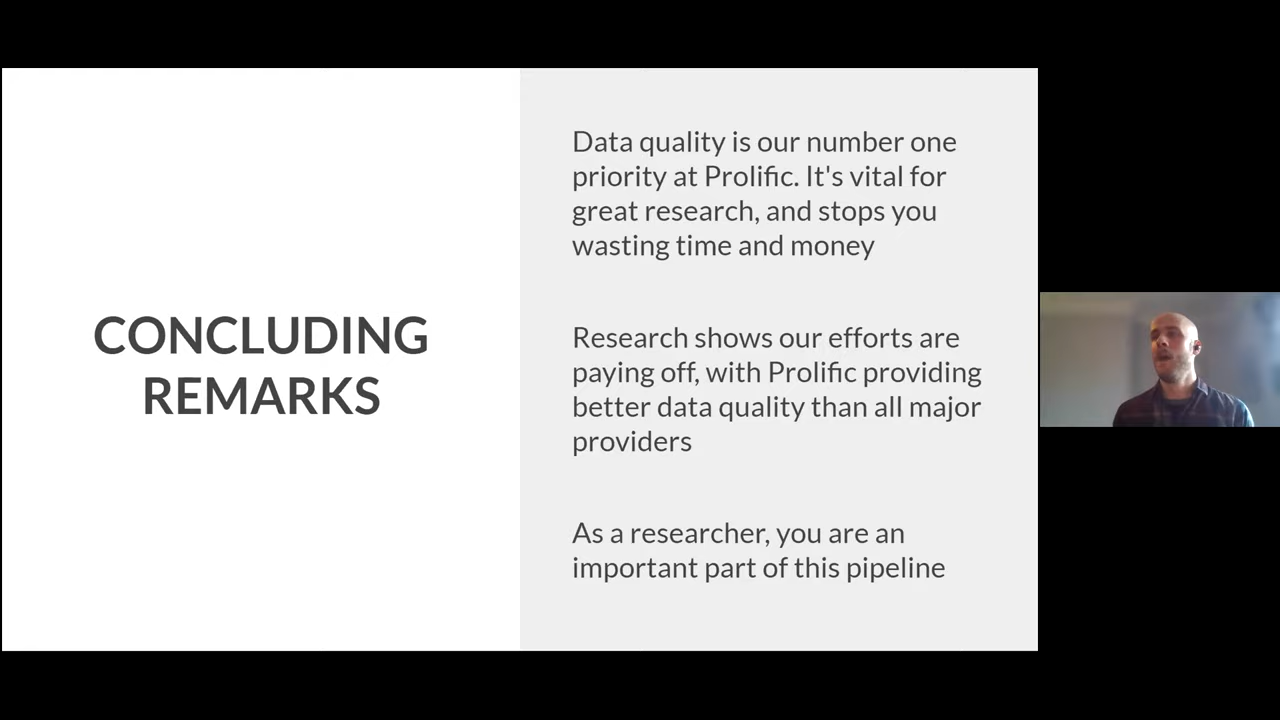 CONCLUDING
REMARKS
Data quality is our number one
priority at Prolific. It's vital for
great research, and stops you
wasting time and money
Research shows our efforts are
paying off, with Prolific providing
better data quality than all major
providers
As a researcher, you are an
important part of this pipeline